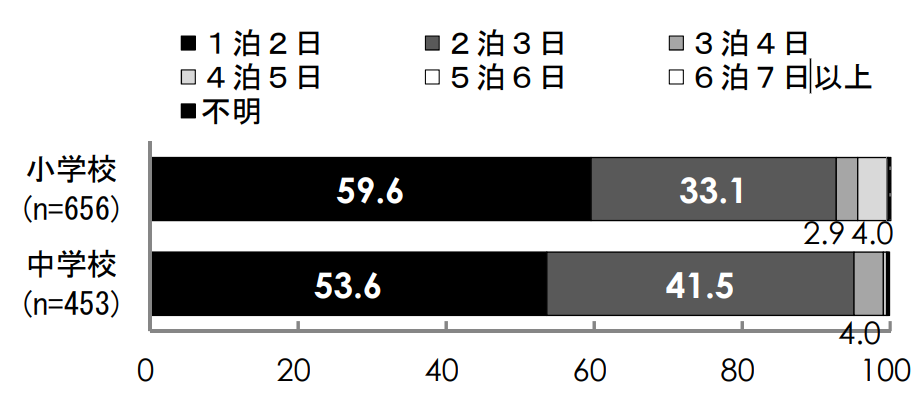 ■１泊２日 ■２泊３日 ■３泊４日
□４泊５日 □５泊６日 □６泊７日以上
■不明
小学校
(n=656)
59.6 33.1
2.9 4.0
中学校
(n=453)
53.6 41.5
4.0
0 20 40 60 80 100